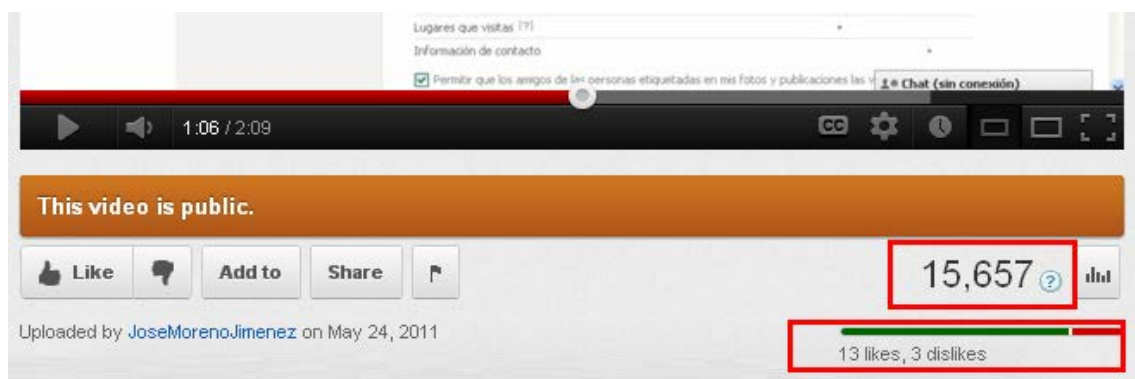 Lugares que visitas [?]
Información de contacto
Permitir que los amigos de las personas etiquetadas en mis fotos y publicaciones las v
Chat (sin conexión)
1:06 / 2:09
CC
This video is public.
Like Add to Share 15,657 ?
Uploaded by JoseMorenoJimenez on May 24, 2011
13 likes, 3 dislikes